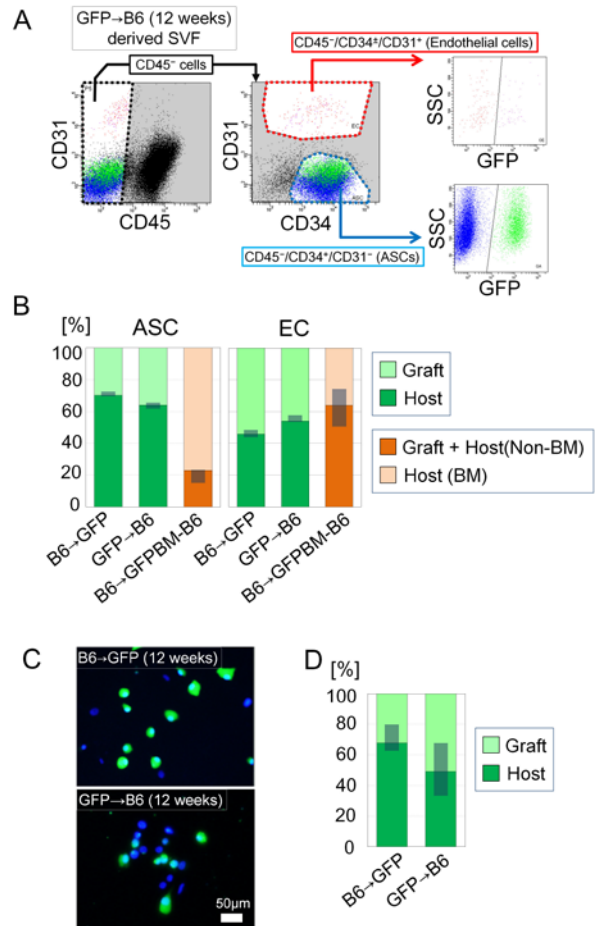 A
GFP→B6 (12 weeks)
derived SVF
CD45⁻ cells
CD45⁻/CD34±/CD31⁺ (Endothelial cells)
CD31
CD45
CD31
EC
ASC
CD34
SSC
GFP
CD45⁻/CD34⁺/CD31⁻ (ASCs)
SSC
GFP
B
[%]
ASC
EC
100
80
60
40
20
0
B6→GFP
GFP→B6
B6→GFPBM-B6
B6→GFP
GFP→B6
B6→GFPBM-B6
Graft
Host
Graft + Host(Non-BM)
Host (BM)
C
B6→GFP (12 weeks)
GFP→B6 (12 weeks)
50μm
D
[%]
100
80
60
40
20
0
B6→GFP
GFP→B6
Graft
Host